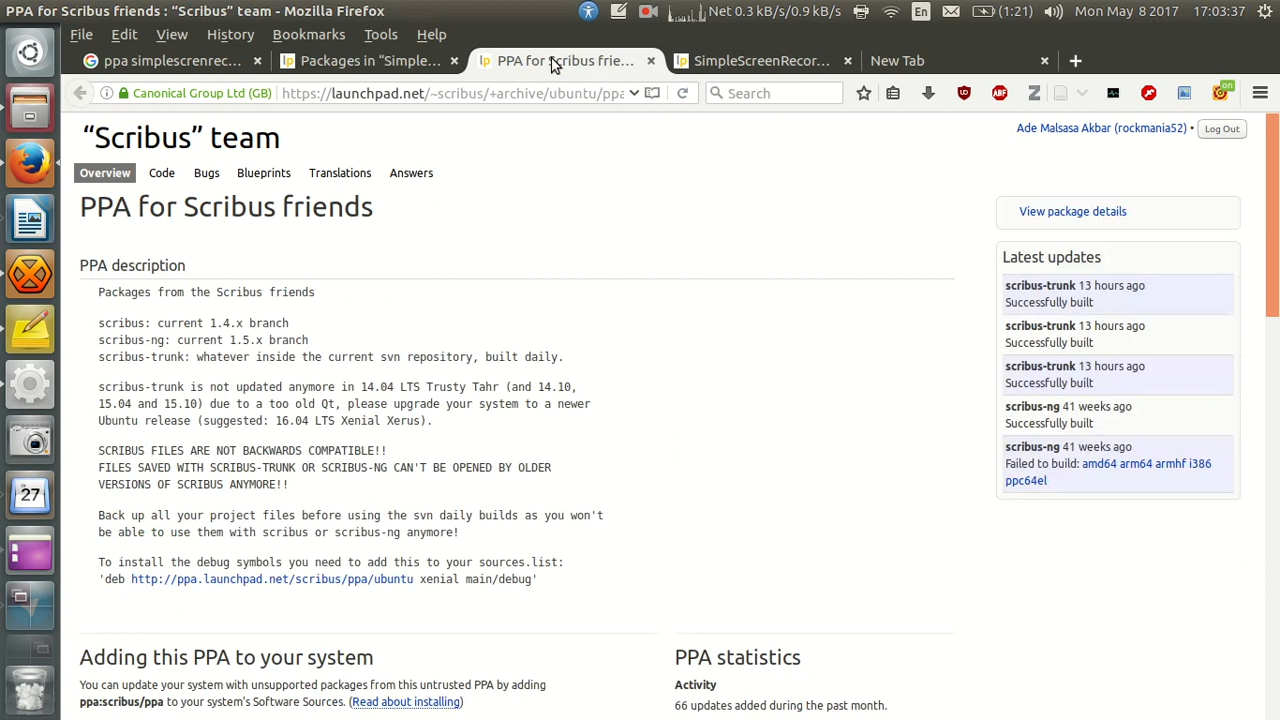 PPA for Scribus friends : “Scribus” team - Mozilla Firefox
Net 0.3 kB/s/0.9 kB/s
En
(1:21)
Mon May 8 2017
17:03:37
File Edit View History Bookmarks Tools Help
ppa simplescrenrec...
Packages in “Simple...
PPA for Scribus frie...
SimpleScreenRecor...
New Tab
Canonical Group Ltd (GB)
https://launchpad.net/~scribus/+archive/ubuntu/ppa
Search
ABP
on
“Scribus” team
Ade Malsasa Akbar (rockmania52) • Log Out
Overview Code Bugs Blueprints Translations Answers
PPA for Scribus friends
View package details
PPA description
Packages from the Scribus friends
scribus: current 1.4.x branch
scribus-ng: current 1.5.x branch
scribus-trunk: whatever inside the current svn repository, built daily.
scribus-trunk is not updated anymore in 14.04 LTS Trusty Tahr (and 14.10,
15.04 and 15.10) due to a too old Qt, please upgrade your system to a newer
Ubuntu release (suggested: 16.04 LTS Xenial Xerus).
SCRIBUS FILES ARE NOT BACKWARDS COMPATIBLE!!
FILES SAVED WITH SCRIBUS-TRUNK OR SCRIBUS-NG CAN'T BE OPENED BY OLDER
VERSIONS OF SCRIBUS ANYMORE!!
Back up all your project files before using the svn daily builds as you won't
be able to use them with scribus or scribus-ng anymore!
To install the debug symbols you need to add this to your sources.list:
'deb http://ppa.launchpad.net/scribus/ppa/ubuntu xenial main/debug'
Latest updates
scribus-trunk 13 hours ago
Successfully built
scribus-trunk 13 hours ago
Successfully built
scribus-trunk 13 hours ago
Successfully built
scribus-ng 41 weeks ago
Successfully built
scribus-ng 41 weeks ago
Failed to build: amd64 arm64 armhf i386
ppc64el
Adding this PPA to your system
You can update your system with unsupported packages from this untrusted PPA by adding
ppa:scribus/ppa to your system's Software Sources. (Read about installing)
PPA statistics
Activity
66 updates added during the past month.
27